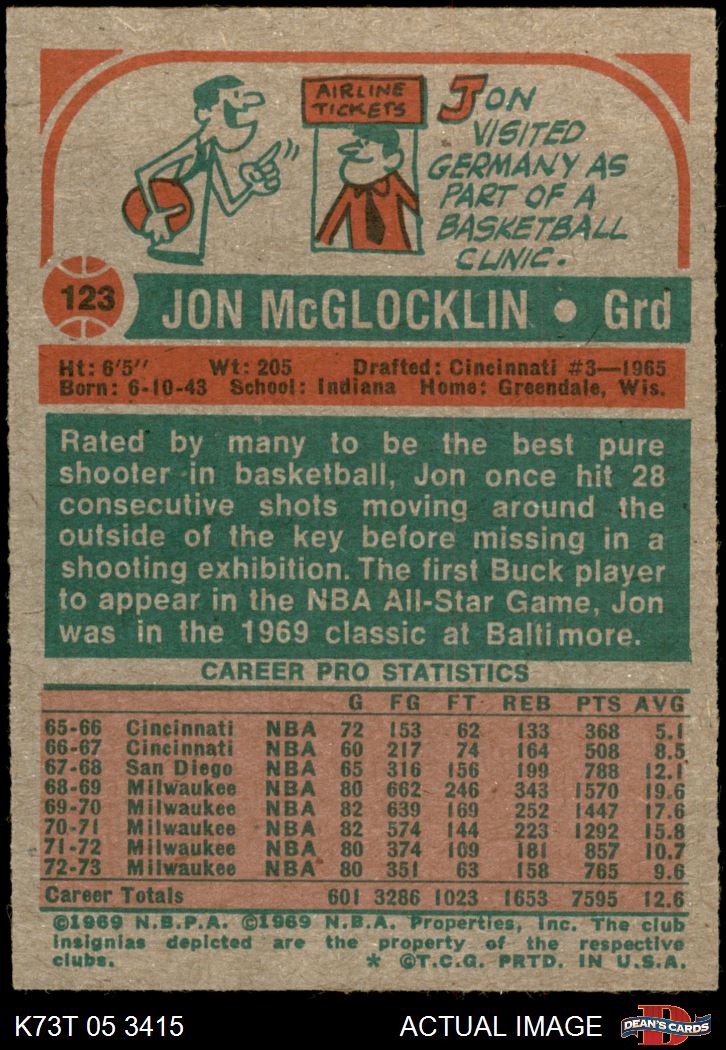 AIRLINE
TICKETS
JON
VISITED
GERMANY AS
PART OF A
BASKETBALL
CLINIC.
123 JON McGLOCKLIN • Grd
Ht: 6'5" Wt: 205 Drafted: Cincinnati #3—1965
Born: 6-10-43 School: Indiana Home: Greendale, Wis.
Rated by many to be the best pure
shooter in basketball, Jon once hit 28
consecutive shots moving around the
outside of the key before missing in a
shooting exhibition. The first Buck player
to appear in the NBA All-Star Game, Jon
was in the 1969 classic at Baltimore.
CAREER PRO STATISTICS
G FG FT REB PTS AVG
65-66 Cincinnati NBA 72 153 62 133 368 5.1
66-67 Cincinnati NBA 60 217 74 164 508 8.5
67-68 San Diego NBA 65 316 156 199 788 12.1
68-69 Milwaukee NBA 80 662 246 343 1570 19.6
69-70 Milwaukee NBA 82 639 169 252 1447 17.6
70-71 Milwaukee NBA 82 574 144 223 1292 15.8
71-72 Milwaukee NBA 80 374 109 181 857 10.7
72-73 Milwaukee NBA 80 351 63 158 765 9.6
Career Totals 601 3286 1023 1653 7595 12.6
©1969 N.B.P.A. ©1969 N.B.A. Properties, Inc. The club
insignias depicted are the property of the respective
clubs. * ©T.C.G. PRTD. IN U.S.A.
K73T 05 3415 ACTUAL IMAGE D DEAN'S CARDS